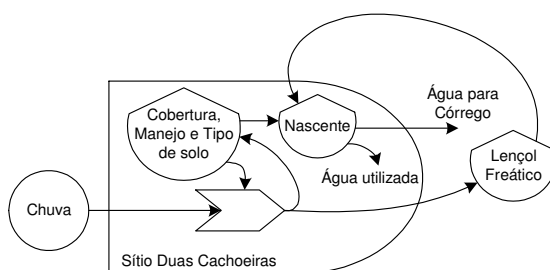 Cobertura,
Manejo e Tipo
de solo
Nascente
Água para
Córrego
Água utilizada
Lençol
Freático
Chuva
Sítio Duas Cachoeiras